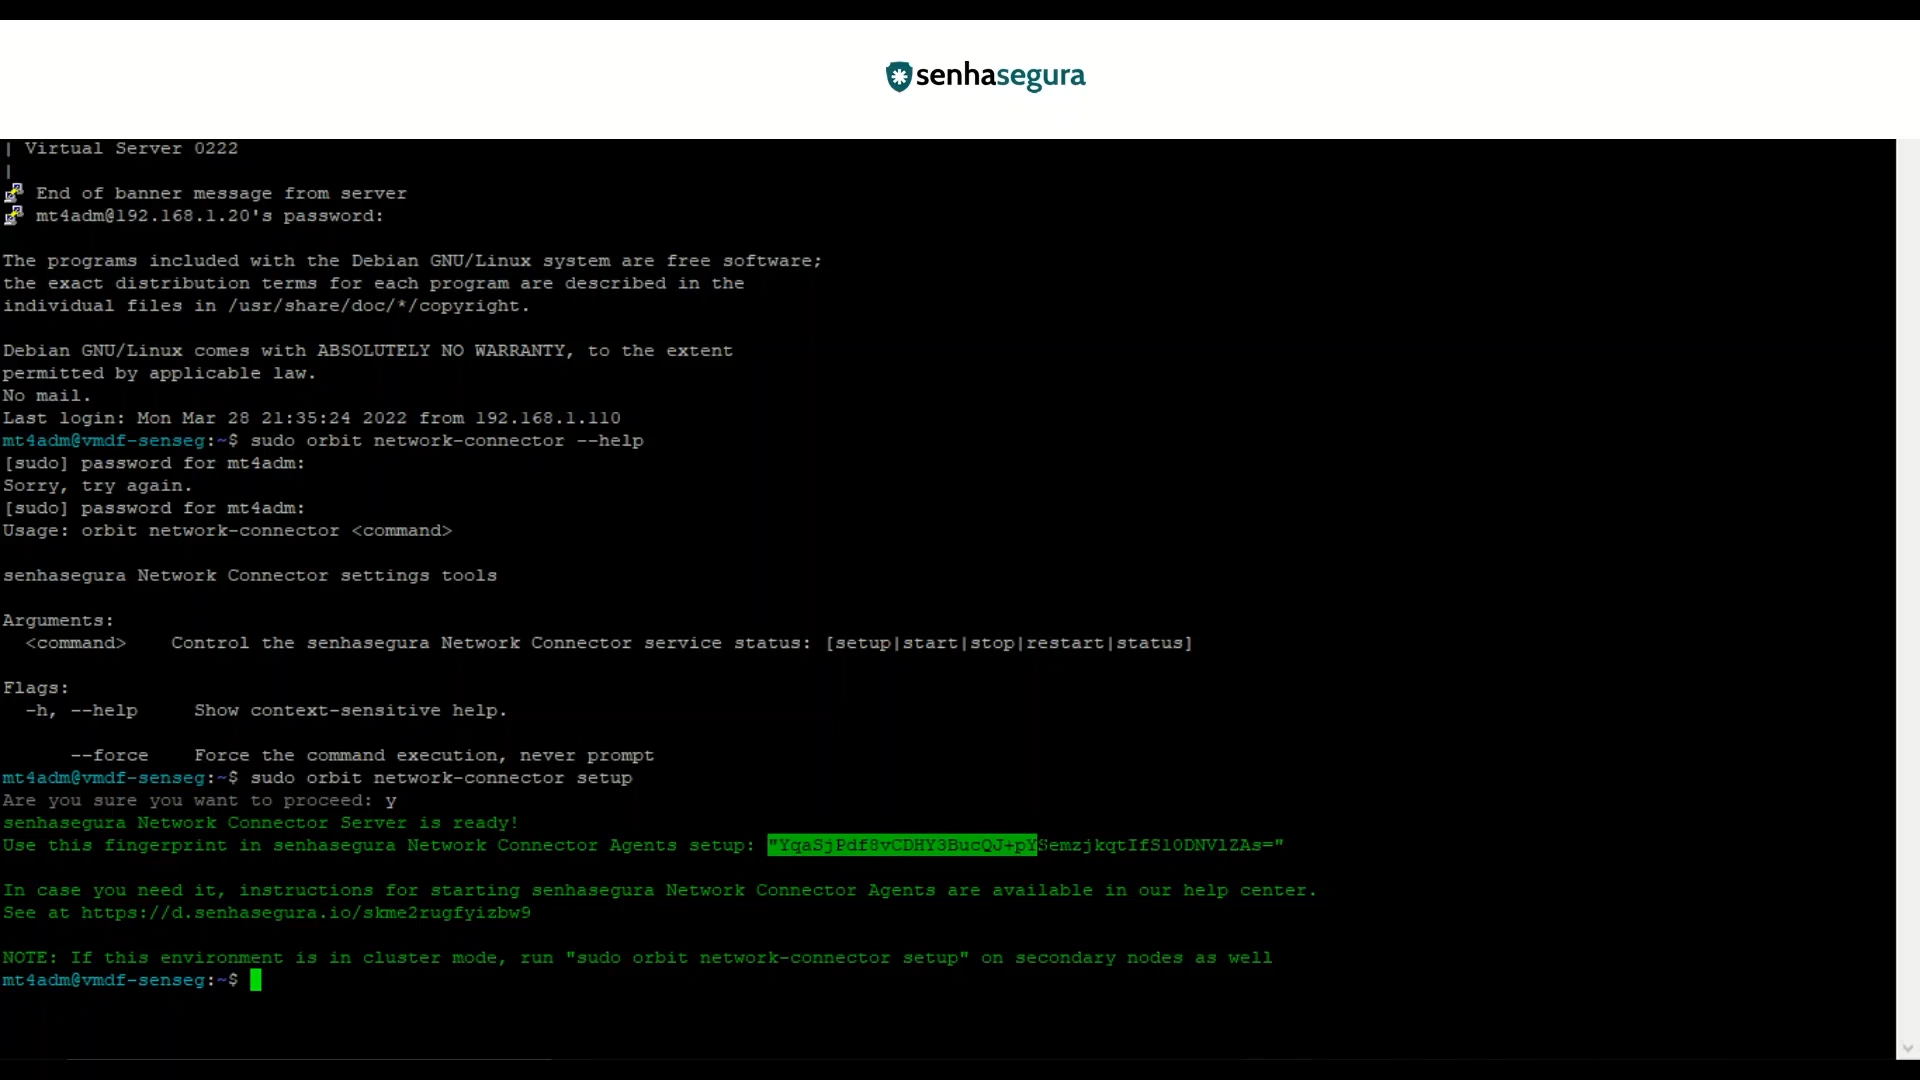 senhasegura
| Virtual Server 0222
|
End of banner message from server
mt4adm@192.168.1.20's password:
The programs included with the Debian GNU/Linux system are free software;
the exact distribution terms for each program are described in the
individual files in /usr/share/doc/*/copyright.
Debian GNU/Linux comes with ABSOLUTELY NO WARRANTY, to the extent
permitted by applicable law.
No mail.
Last login: Mon Mar 28 21:35:24 2022 from 192.168.1.110
mt4adm@vmdf-senseg:~$ sudo orbit network-connector --help
[sudo] password for mt4adm:
Sorry, try again.
[sudo] password for mt4adm:
Usage: orbit network-connector <command>
senhasegura Network Connector settings tools
Arguments:
<command>    Control the senhasegura Network Connector service status: [setup|start|stop|restart|status]
Flags:
-h, --help     Show context-sensitive help.
--force    Force the command execution, never prompt
mt4adm@vmdf-senseg:~$ sudo orbit network-connector setup
Are you sure you want to proceed: y
senhasegura Network Connector Server is ready!
Use this fingerprint in senhasegura Network Connector Agents setup: "YqaSjPdf8vCDHY3BucQJ+pYSemzjkqtIfSl0DNVlZAs="
In case you need it, instructions for starting senhasegura Network Connector Agents are available in our help center.
See at https://d.senhasegura.io/skme2rugfyizbw9
NOTE: If this environment is in cluster mode, run "sudo orbit network-connector setup" on secondary nodes as well
mt4adm@vmdf-senseg:~$